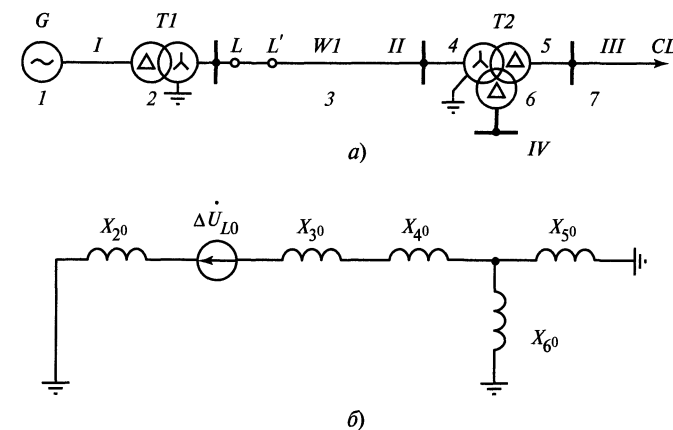 G I T1 L L′ W1 II 4 T2 5 III CL
1 2 3 6 7
IV
а)
X₂0 ΔU̇L0 X₃0 X₄0 X₅0
X₆0
б)